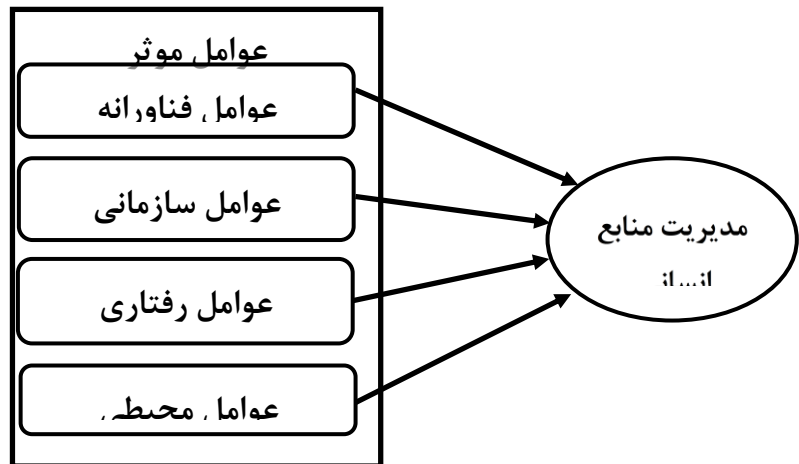 عوامل موثر
عوامل فناورانه
عوامل سازمانی
عوامل رفتاری
عوامل محیطی
مدیریت منابع